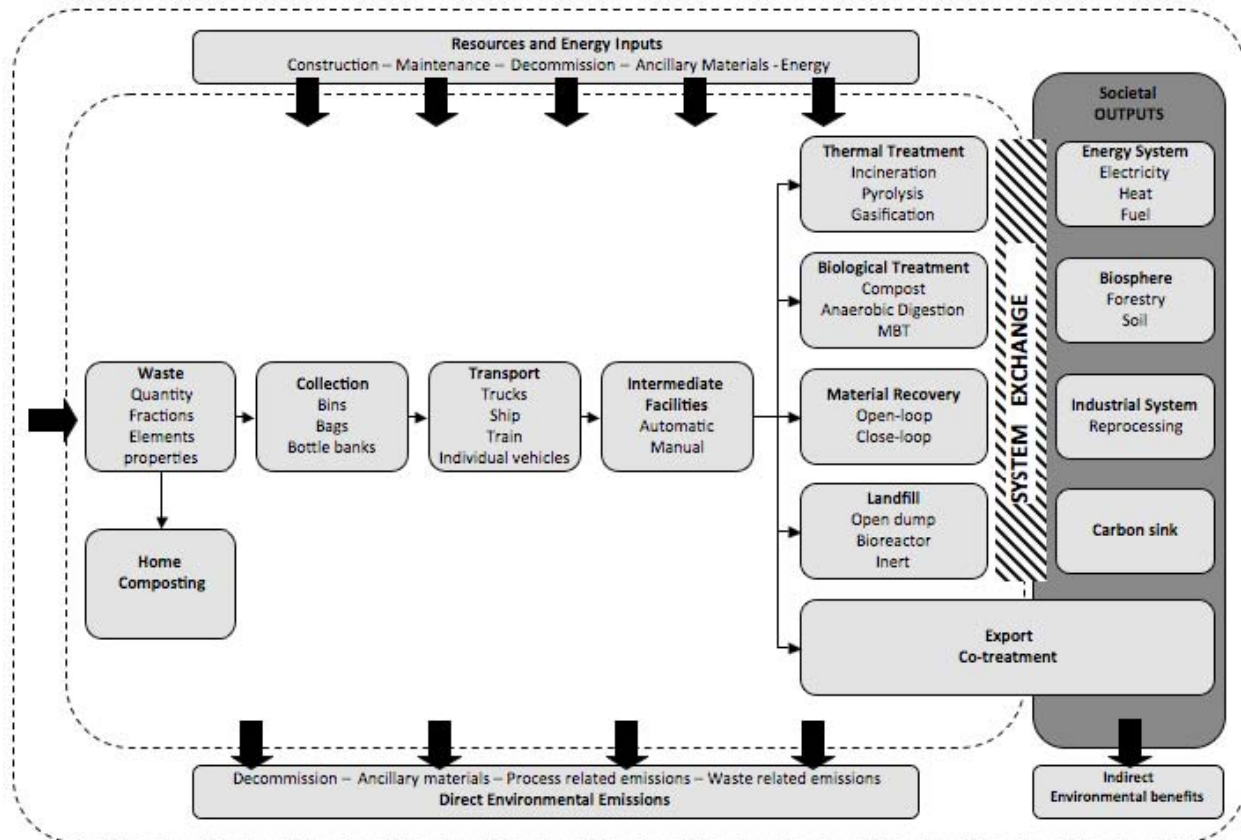 Resources and Energy Inputs
Construction – Maintenance – Decommission – Ancillary Materials - Energy
Societal
OUTPUTS
Thermal Treatment
Incineration
Pyrolysis
Gasification
Energy System
Electricity
Heat
Fuel
Biological Treatment
Compost
Anaerobic Digestion
MBT
Biosphere
Forestry
Soil
SYSTEM EXCHANGE
Waste
Quantity
Fractions
Elements
properties
Collection
Bins
Bags
Bottle banks
Transport
Trucks
Ship
Train
Individual vehicles
Intermediate
Facilities
Automatic
Manual
Material Recovery
Open-loop
Close-loop
Industrial System
Reprocessing
Landfill
Open dump
Bioreactor
Inert
Carbon sink
Home
Composting
Export
Co-treatment
Decommission – Ancillary materials – Process related emissions – Waste related emissions
Direct Environmental Emissions
Indirect
Environmental benefits